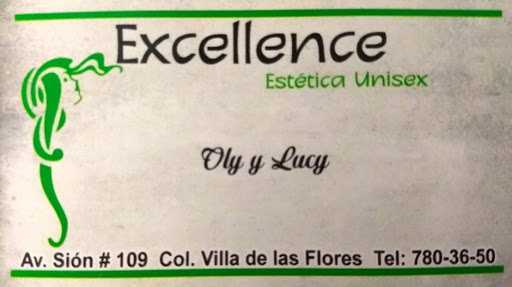 Excellence
Estética Unisex
Oly y Lucy
Av. Sión # 109 Col. Villa de las Flores Tel: 780-36-50